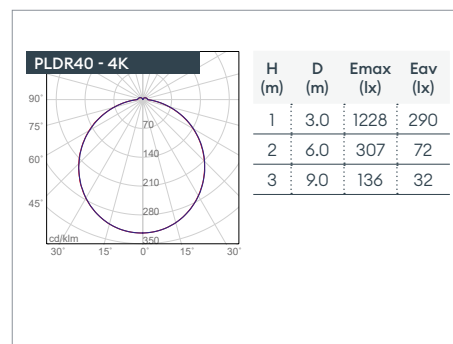 PLDR40 - 4K
90°
75°
60°
45°
70
140
210
280
350
cd/klm
30° 15° 0° 15° 30°
H D Emax Eav
(m) (m) (lx) (lx)
1 3.0 1228 290
2 6.0 307 72
3 9.0 136 32